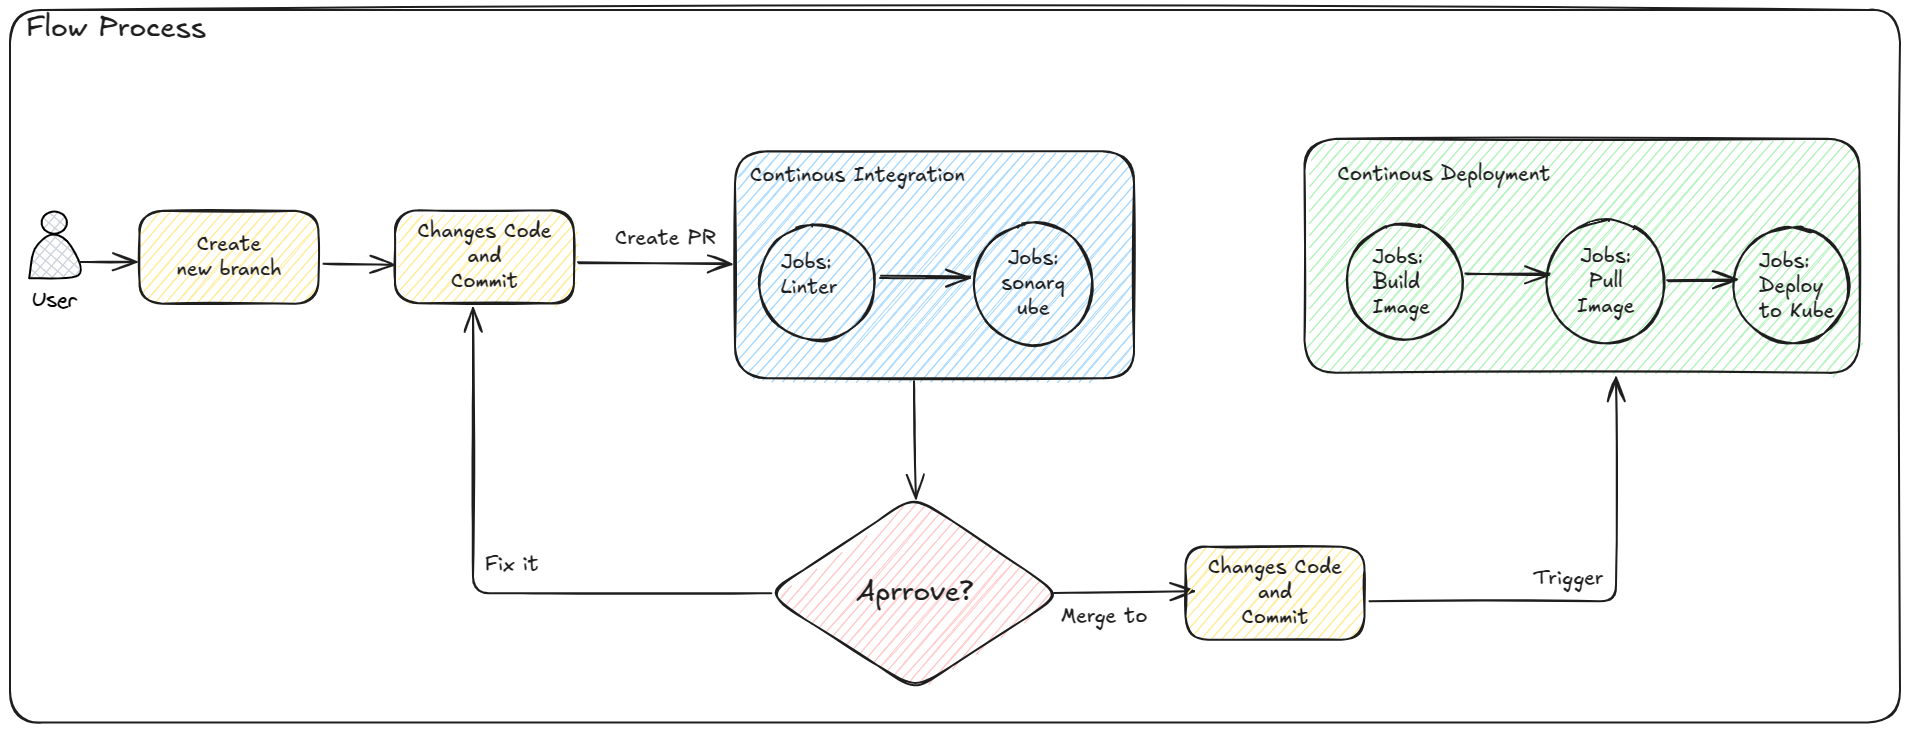 Flow Process
User
Create
new branch
Changes Code
and
Commit
Create PR
Continous Integration
Jobs:
Linter
Jobs:
sonarq
ube
Continous Deployment
Jobs:
Build
Image
Jobs:
Pull
Image
Jobs:
Deploy
to Kube
Fix it
Aprrove?
Merge to
Changes Code
and
Commit
Trigger